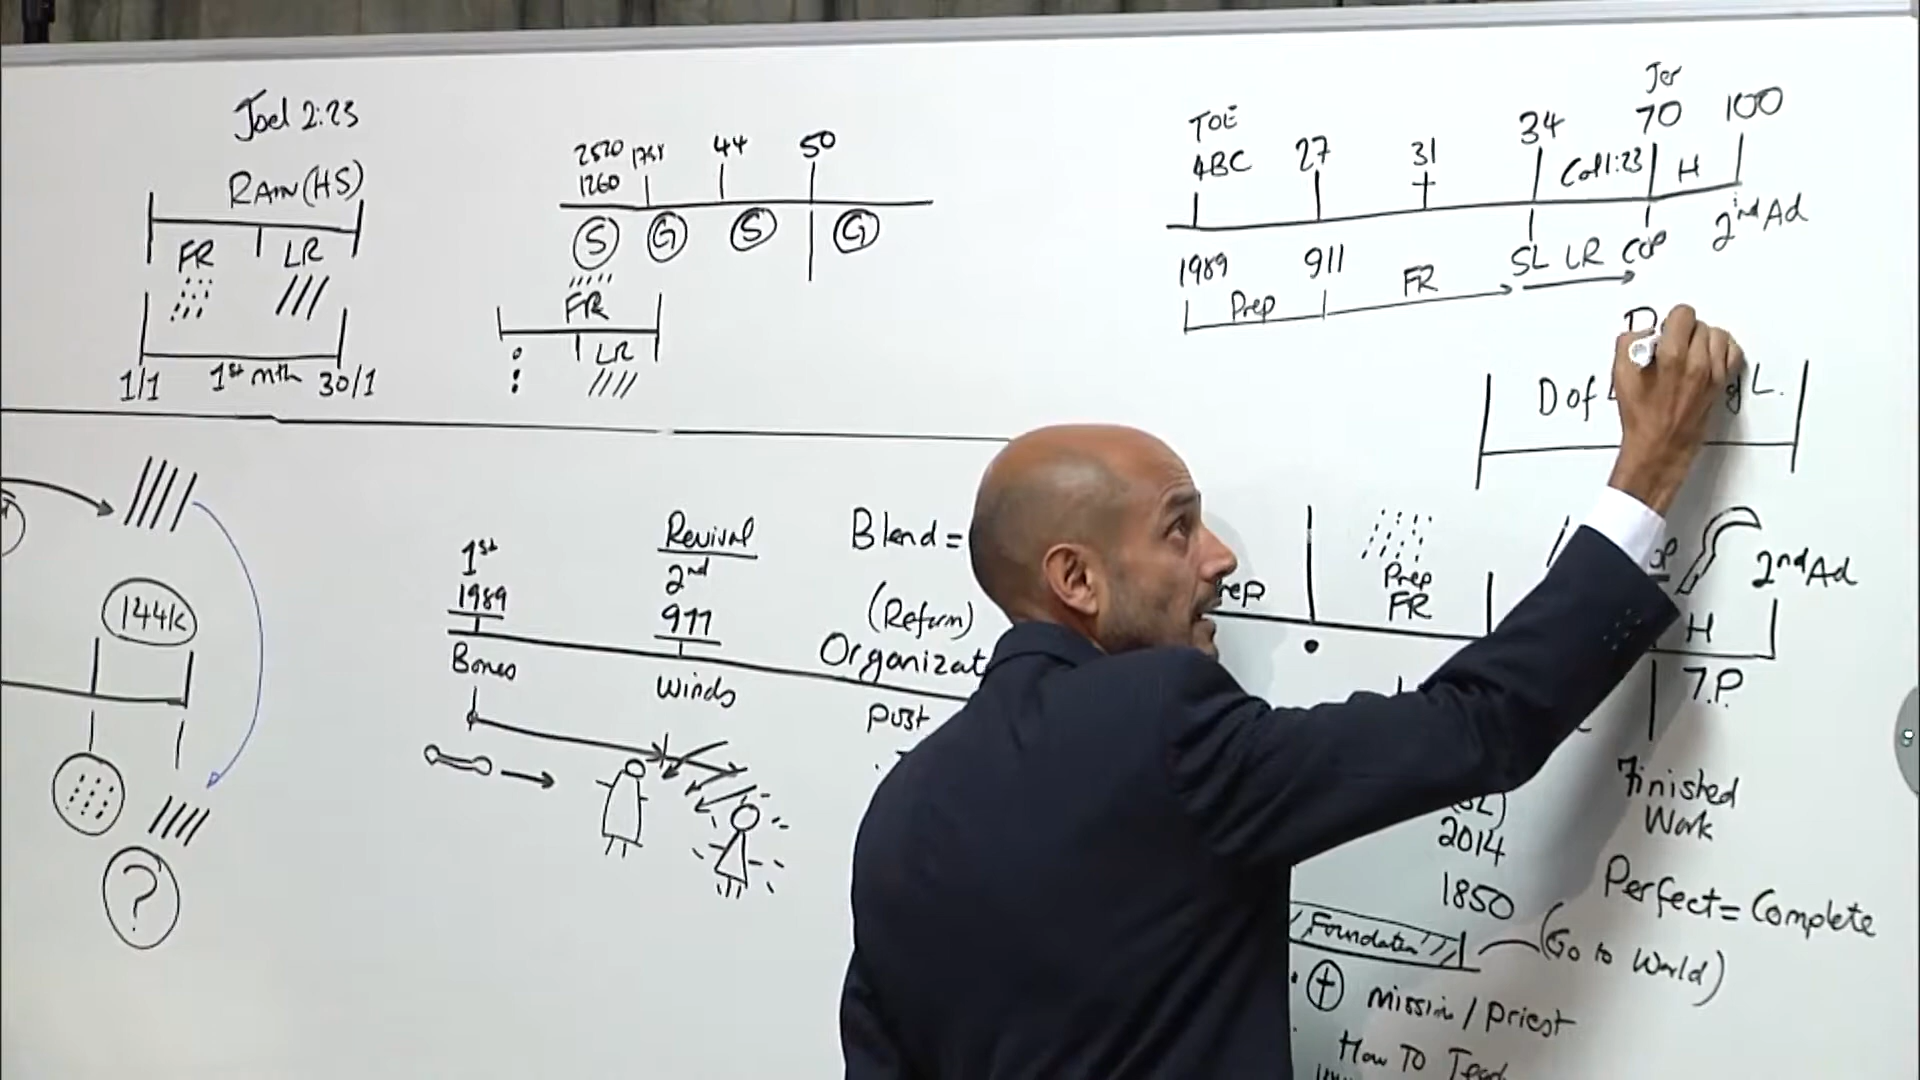 Joel 2:23
RAIN (HS)
FR LR
1/1 1st mth 30/1
2520 1798 44 50
1260
S G S G
FR
LR
Jer
TOE 34 70 100
4BC 27 31 Col 1:23 H
1989 911 SL LR COP 2nd Ad
Prep FR
D of L.
144k
?
1st Revival Blend =
1989 2nd (Reform)
911 Organizat
Bones Winds Post
Prep
FR
2nd Ad
H
7.P.
Finished
Work
2014
1850
Perfect = Complete
Foundation (Go to World)
Mission / Priest
How To